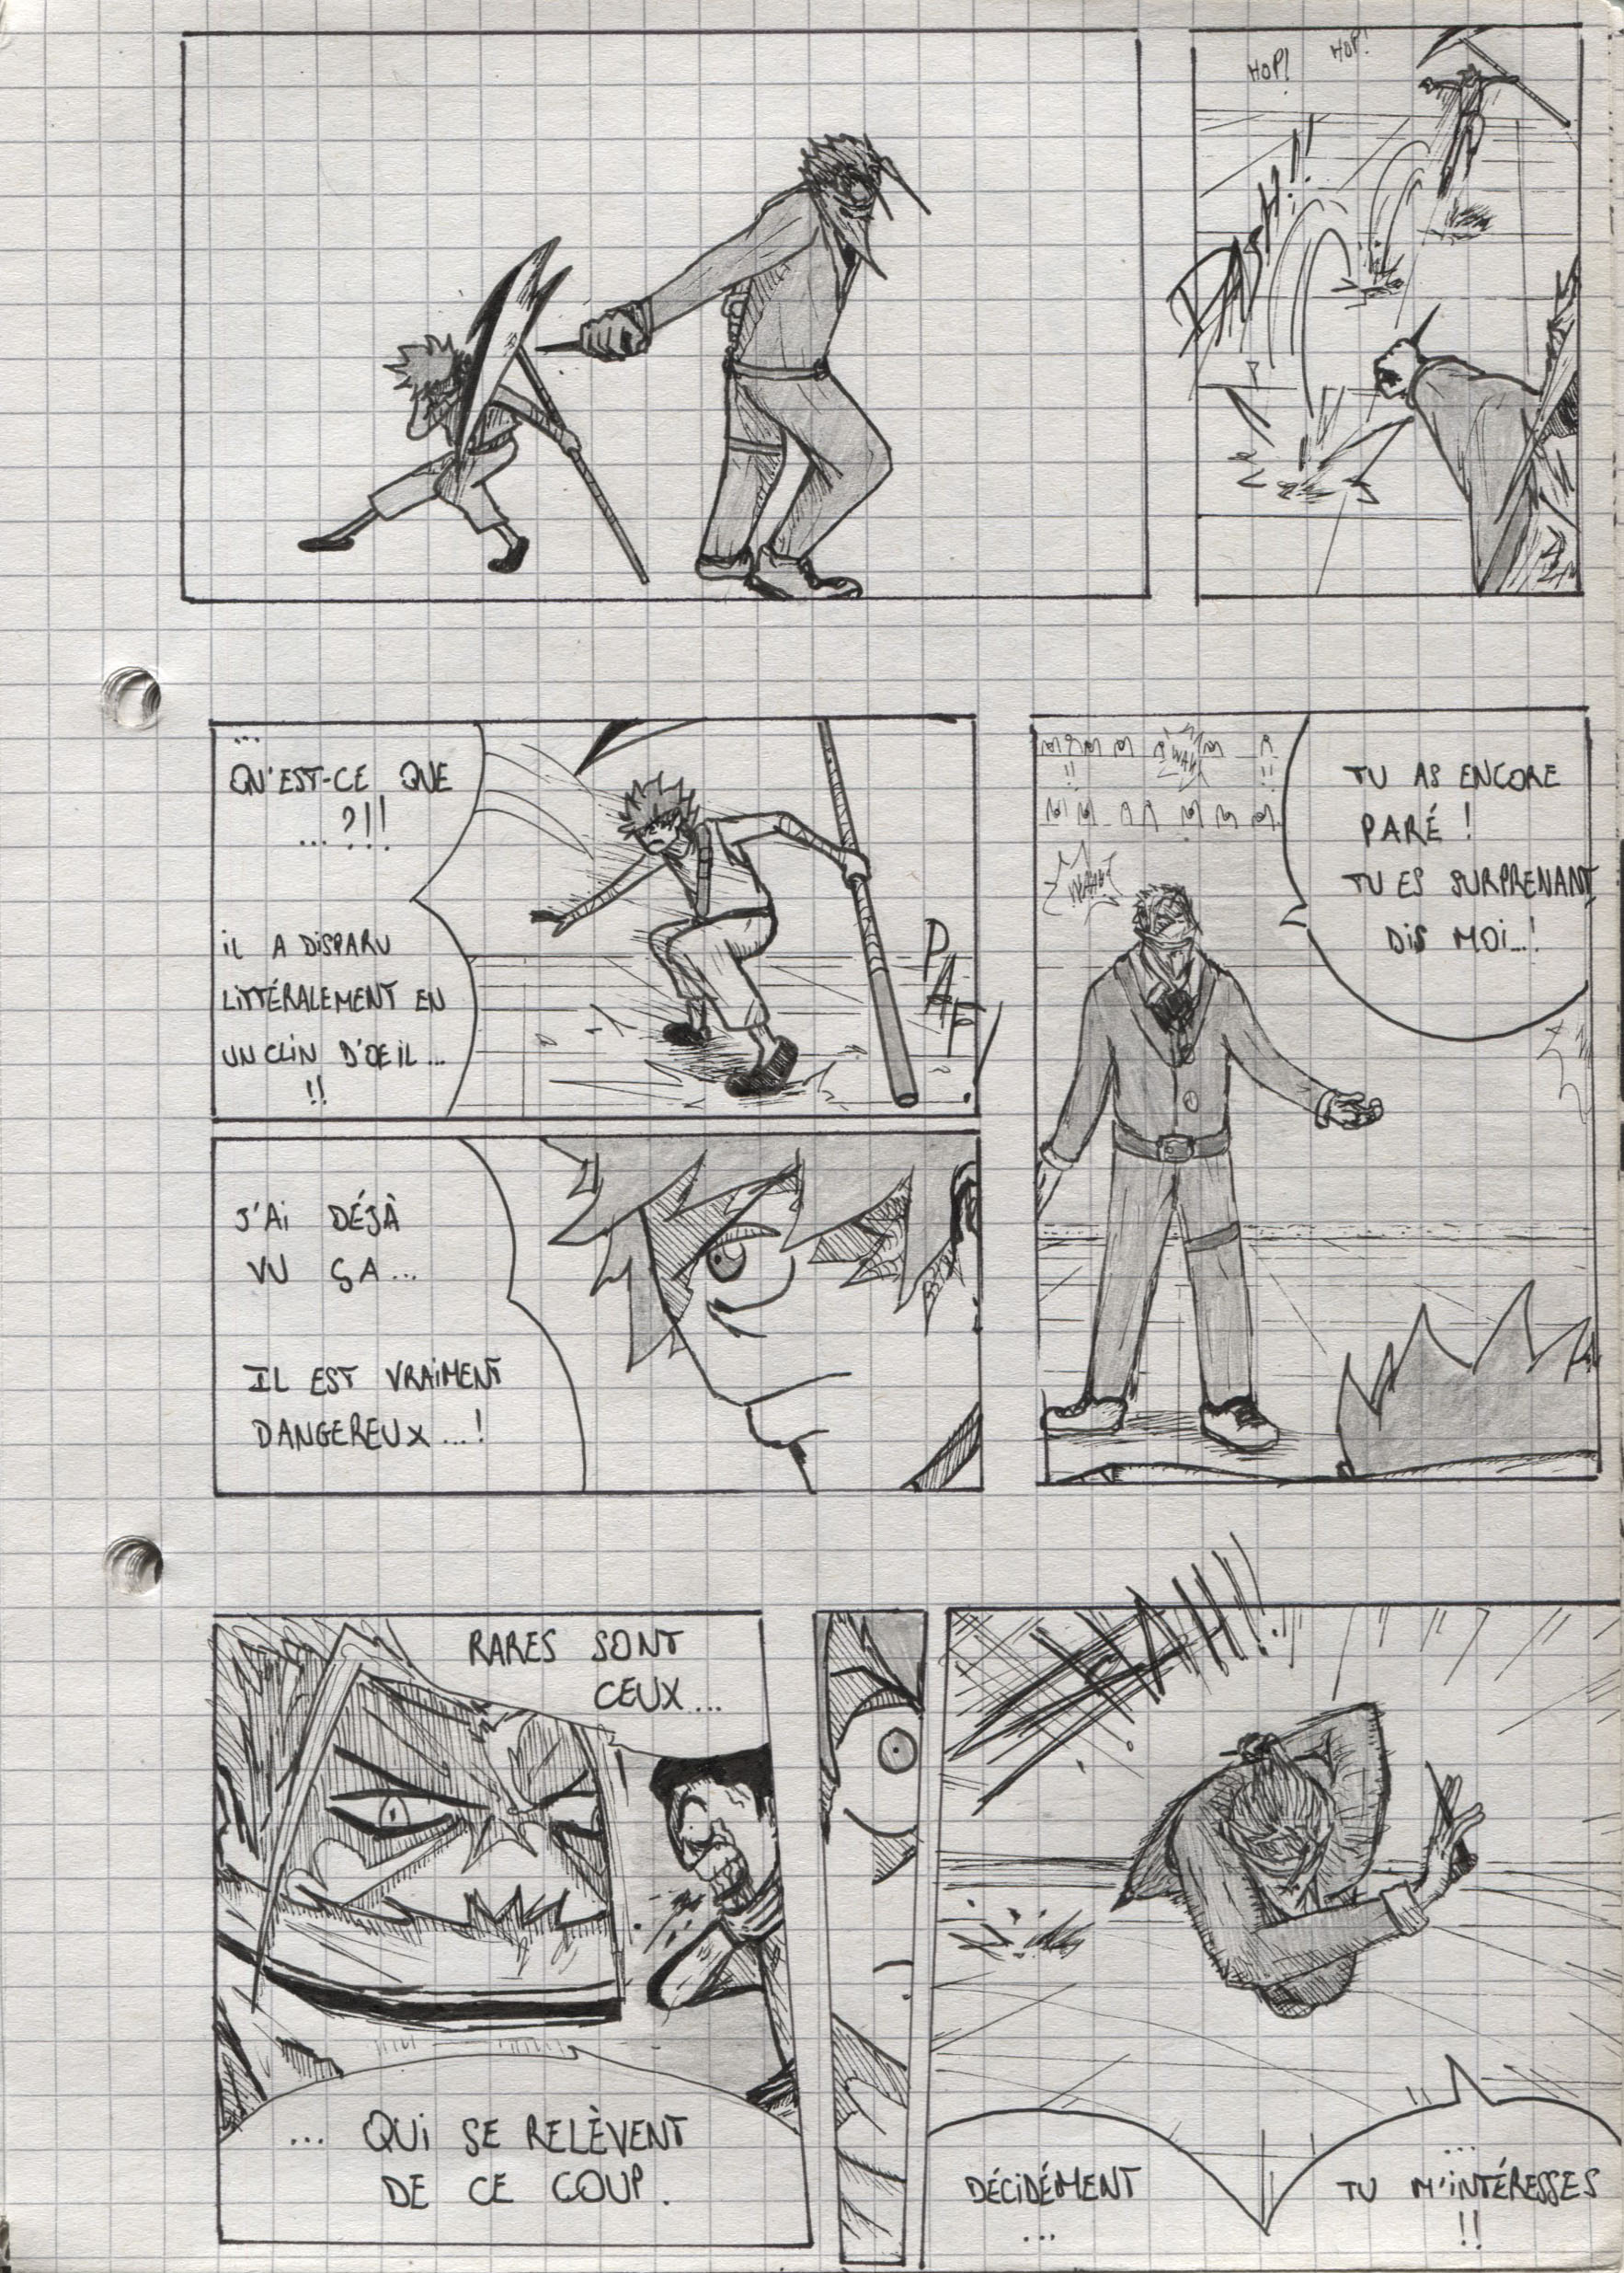 HOP!
HOP!
DASH!!
...
QU'EST-CE QUE
...?!!
IL A DISPARU
LITTÉRALEMENT EN
UN CLIN D'OEIL...
!!
PAF!
J'AI DÉJÀ
VU ÇA...
IL EST VRAIMENT
DANGEREUX...!
TU AS ENCORE
PARÉ !
TU ES SURPRENANT
DIS MOI...!
!!
!!
RARES SONT
CEUX...
... QUI SE RELÈVENT
DE CE COUP.
DÉCIDÉMENT
...
...
TU M'INTÉRESSES
!!